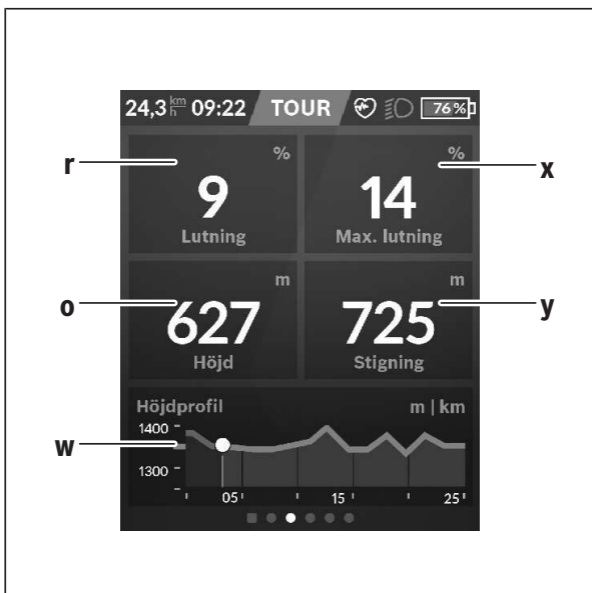 24,3 km/h 09:22 TOUR 76 %
r % % x
9 14
Lutning Max. lutning
o m m y
627 725
Höjd Stigning
Höjdprofil m | km
w 1400
1300
05 15 25